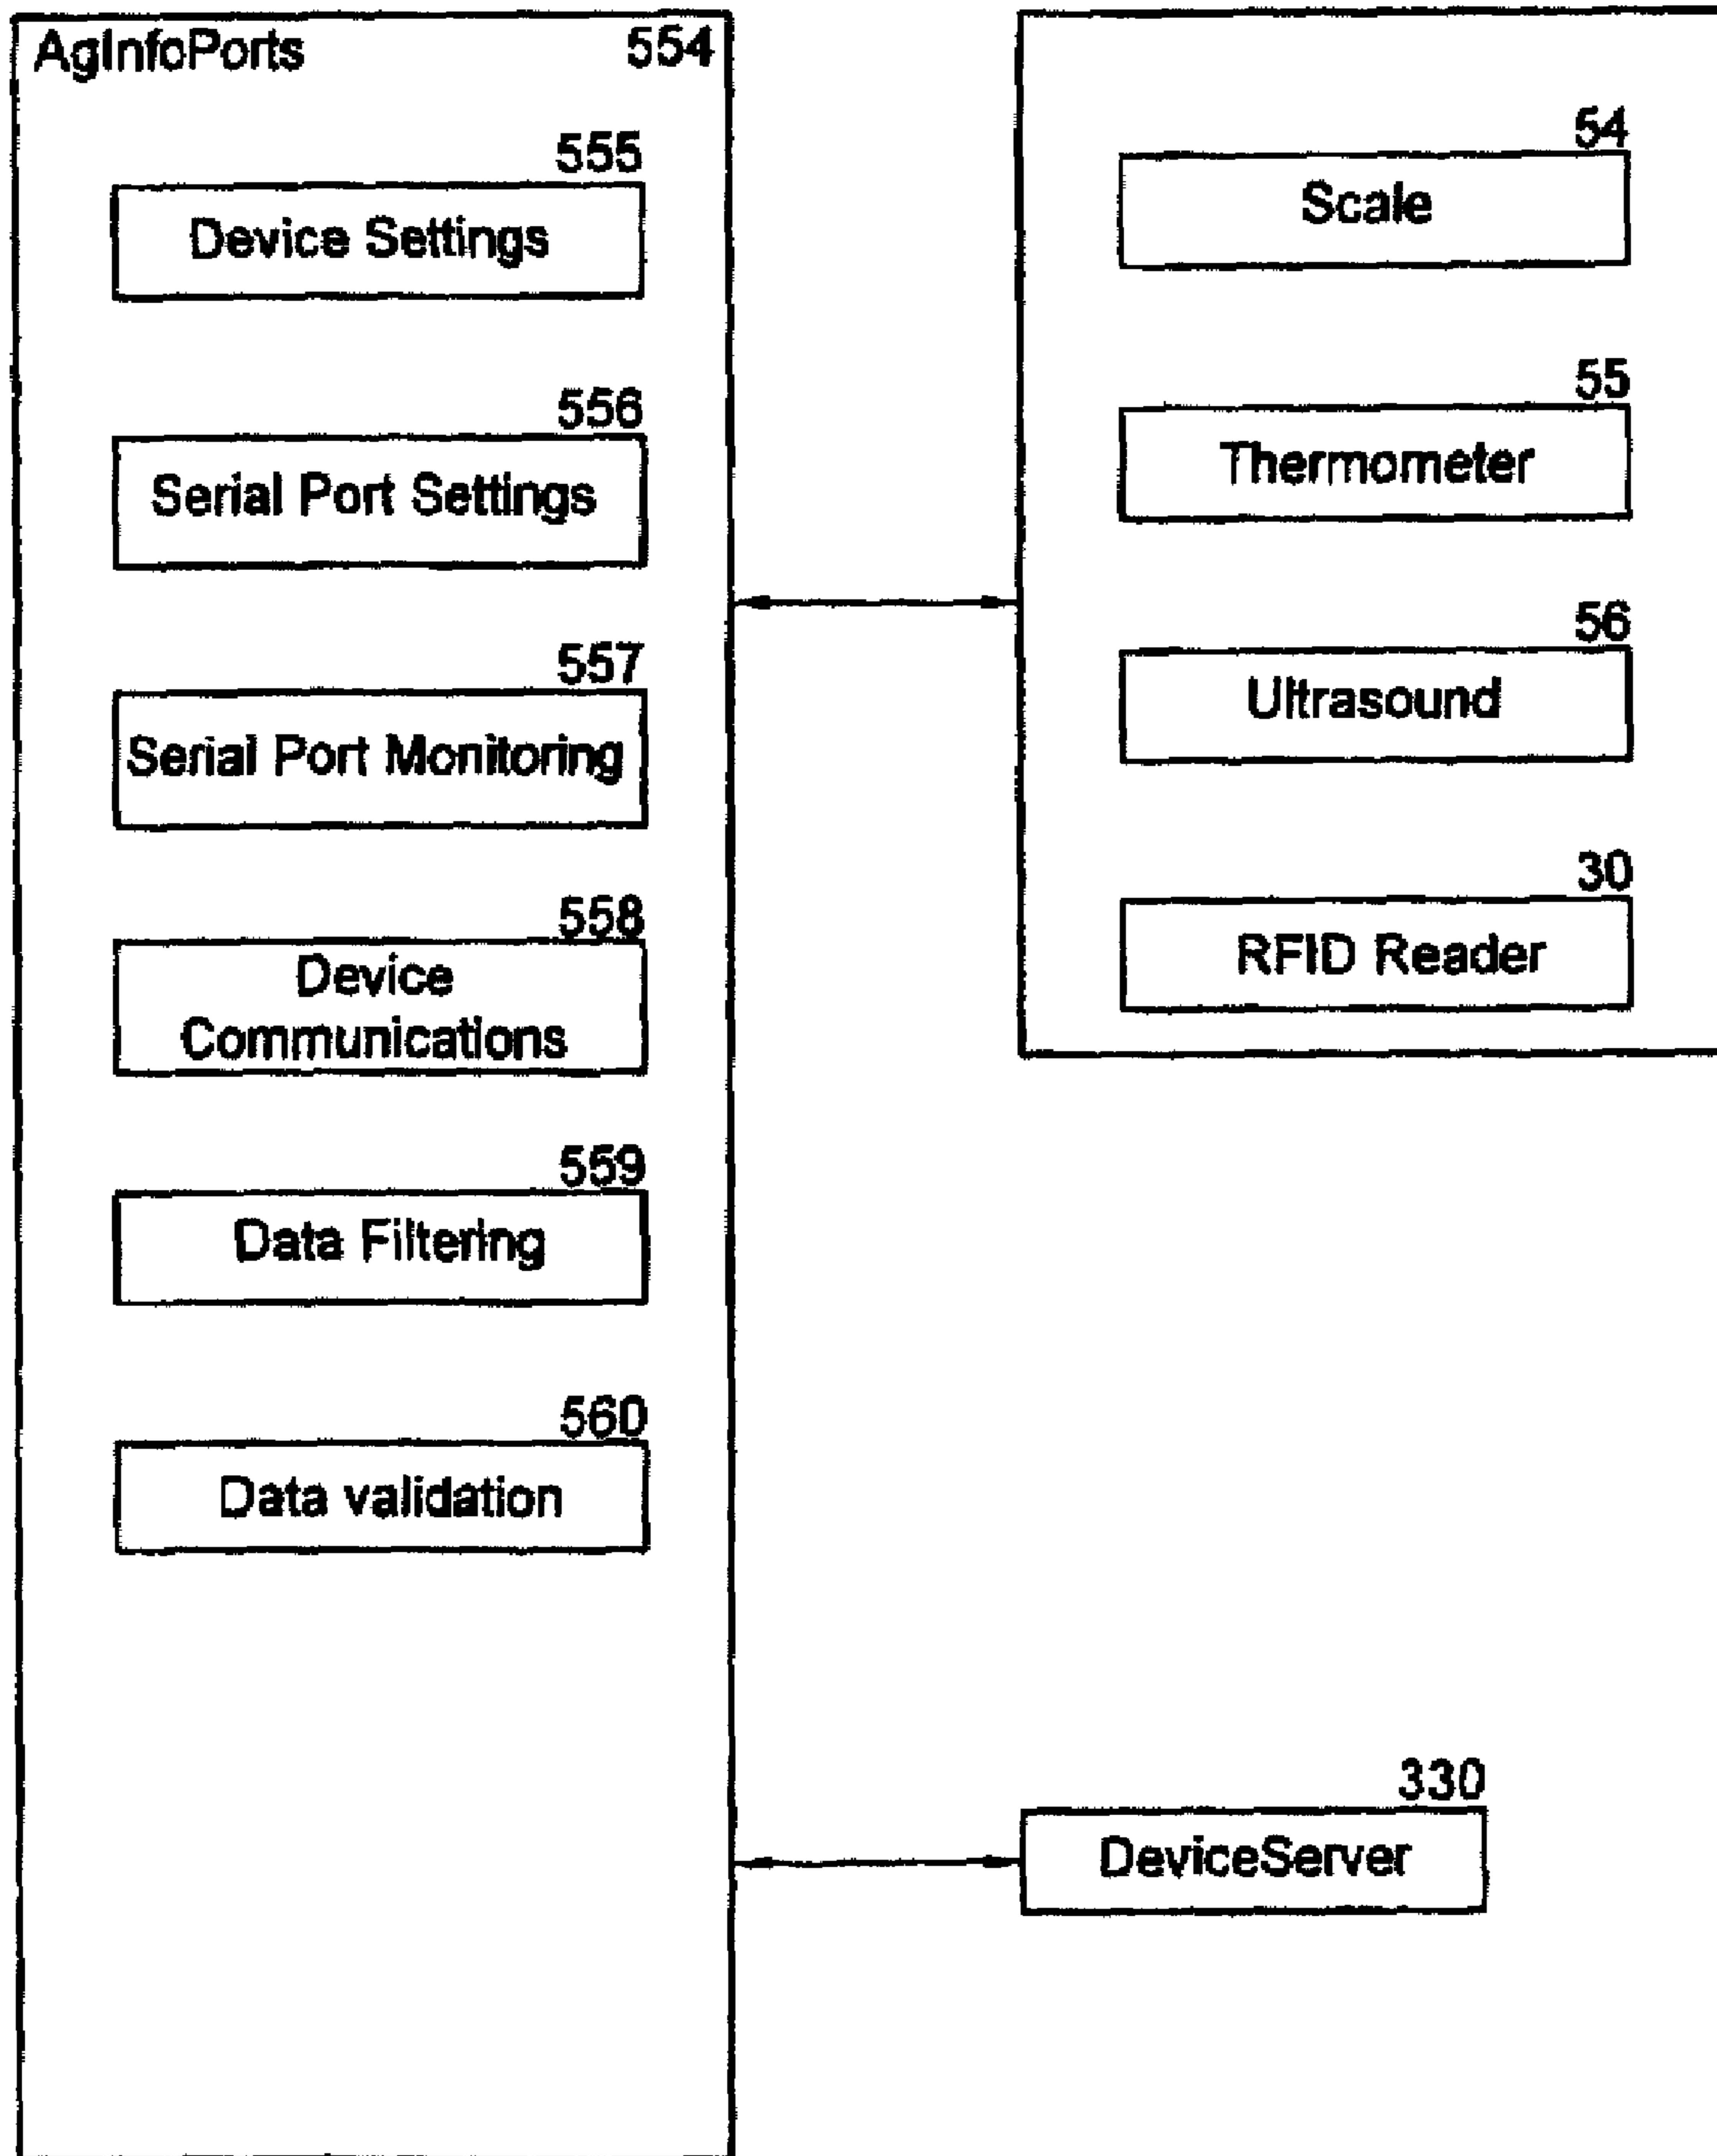 AgInfoPorts 554
555
Device Settings
556
Serial Port Settings
557
Serial Port Monitoring
558
Device
Communications
559
Data Filtering
560
Data validation
54
Scale
55
Thermometer
56
Ultrasound
30
RFID Reader
330
DeviceServer